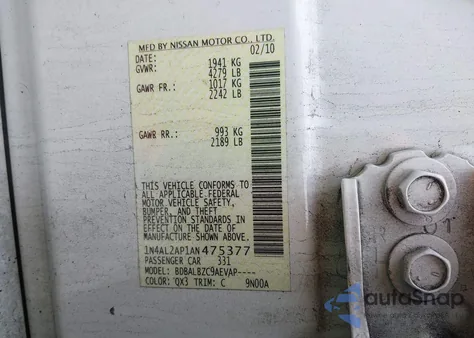 MFD BY NISSAN MOTOR CO., LTD.
DATE: 02/10
GVWR: 1941 KG
4279 LB
GAWR FR.: 1017 KG
2242 LB
GAWR RR.: 993 KG
2189 LB
THIS VEHICLE CONFORMS TO
ALL APPLICABLE FEDERAL
MOTOR VEHICLE SAFETY,
BUMPER, AND THEFT
PREVENTION STANDARDS IN
EFFECT ON THE DATE OF
MANUFACTURE SHOWN ABOVE.
1N4AL2AP1AN475377
PASSENGER CAR 331
MODEL: BDBALBZC9AEVAP----
COLOR: QX3 TRIM: C 9N00A
autoSnap